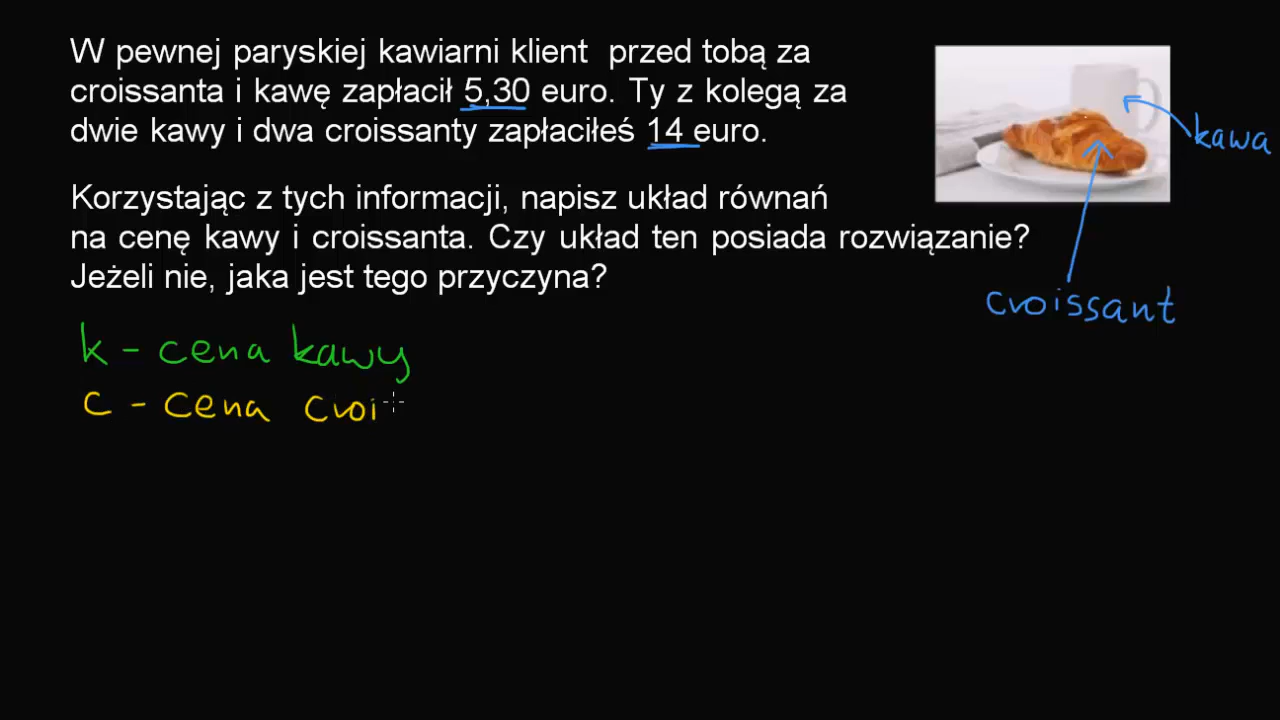 W pewnej paryskiej kawiarni klient przed tobą za
croissanta i kawę zapłacił 5,30 euro. Ty z kolegą za
dwie kawy i dwa croissanty zapłaciłeś 14 euro.
kawa
Korzystając z tych informacji, napisz układ równań
na cenę kawy i croissanta. Czy układ ten posiada rozwiązanie?
Jeżeli nie, jaka jest tego przyczyna?
croissant
k - cena kawy
c - cena croi